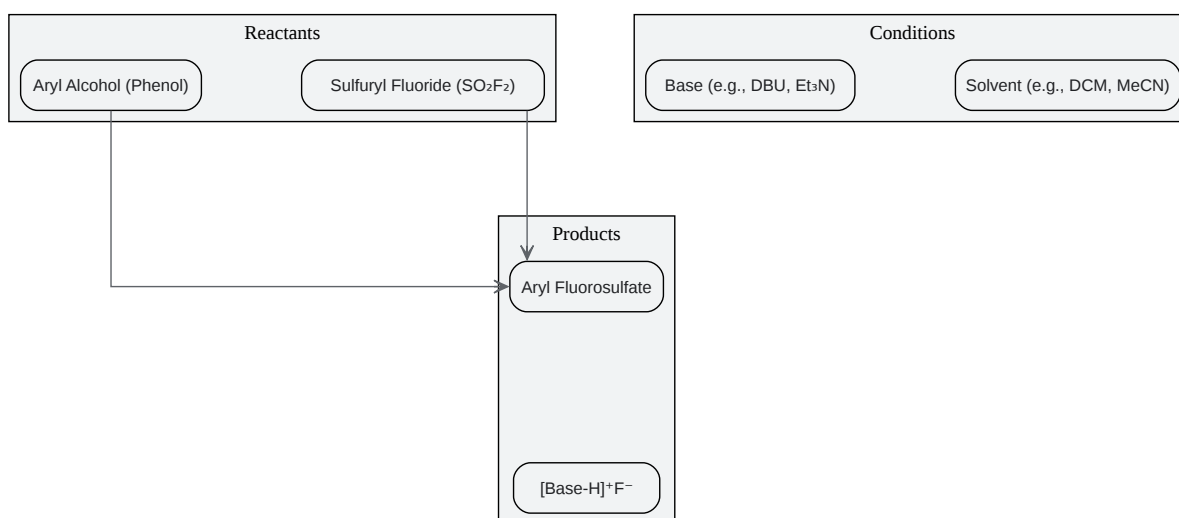 Reactants
Conditions
Aryl Alcohol (Phenol)
Sulfuryl Fluoride (SO₂F₂)
Base (e.g., DBU, Et₃N)
Solvent (e.g., DCM, MeCN)
Products
Aryl Fluorosulfate
[Base-H]⁺F⁻